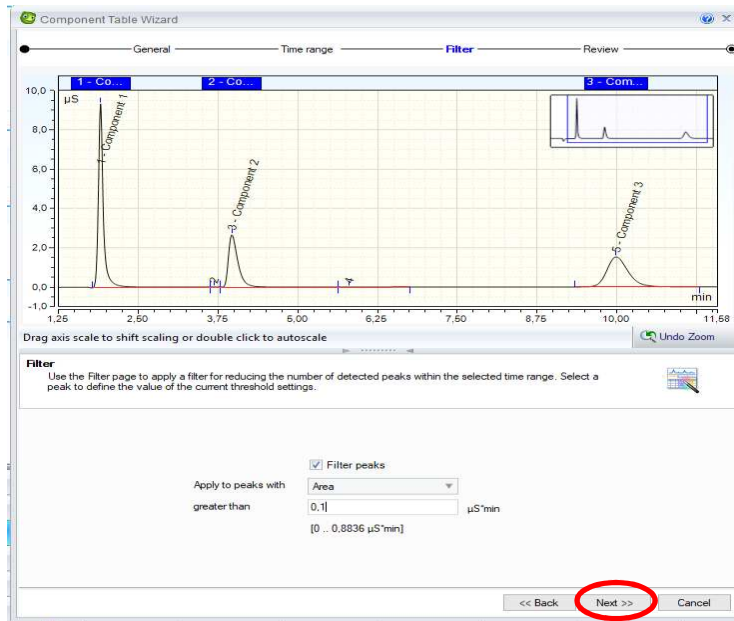 Component Table Wizard
General Time range Filter Review
1 - Co... 2 - Co... 3 - Com...
10,0
µS
8,0
6,0
4,0
2,0
0,0
-1,0
1 - Component 1
2
3 - Component 2
4
5 - Component 3
min
1,25 2,50 3,75 5,00 6,25 7,50 8,75 10,00 11,68
Drag axis scale to shift scaling or double click to autoscale Undo Zoom
Filter
Use the Filter page to apply a filter for reducing the number of detected peaks within the selected time range. Select a
peak to define the value of the current threshold settings.
Filter peaks
Apply to peaks with Area
greater than 0.1 µS*min
[0 .. 0,8836 µS*min]
<< Back Next >> Cancel